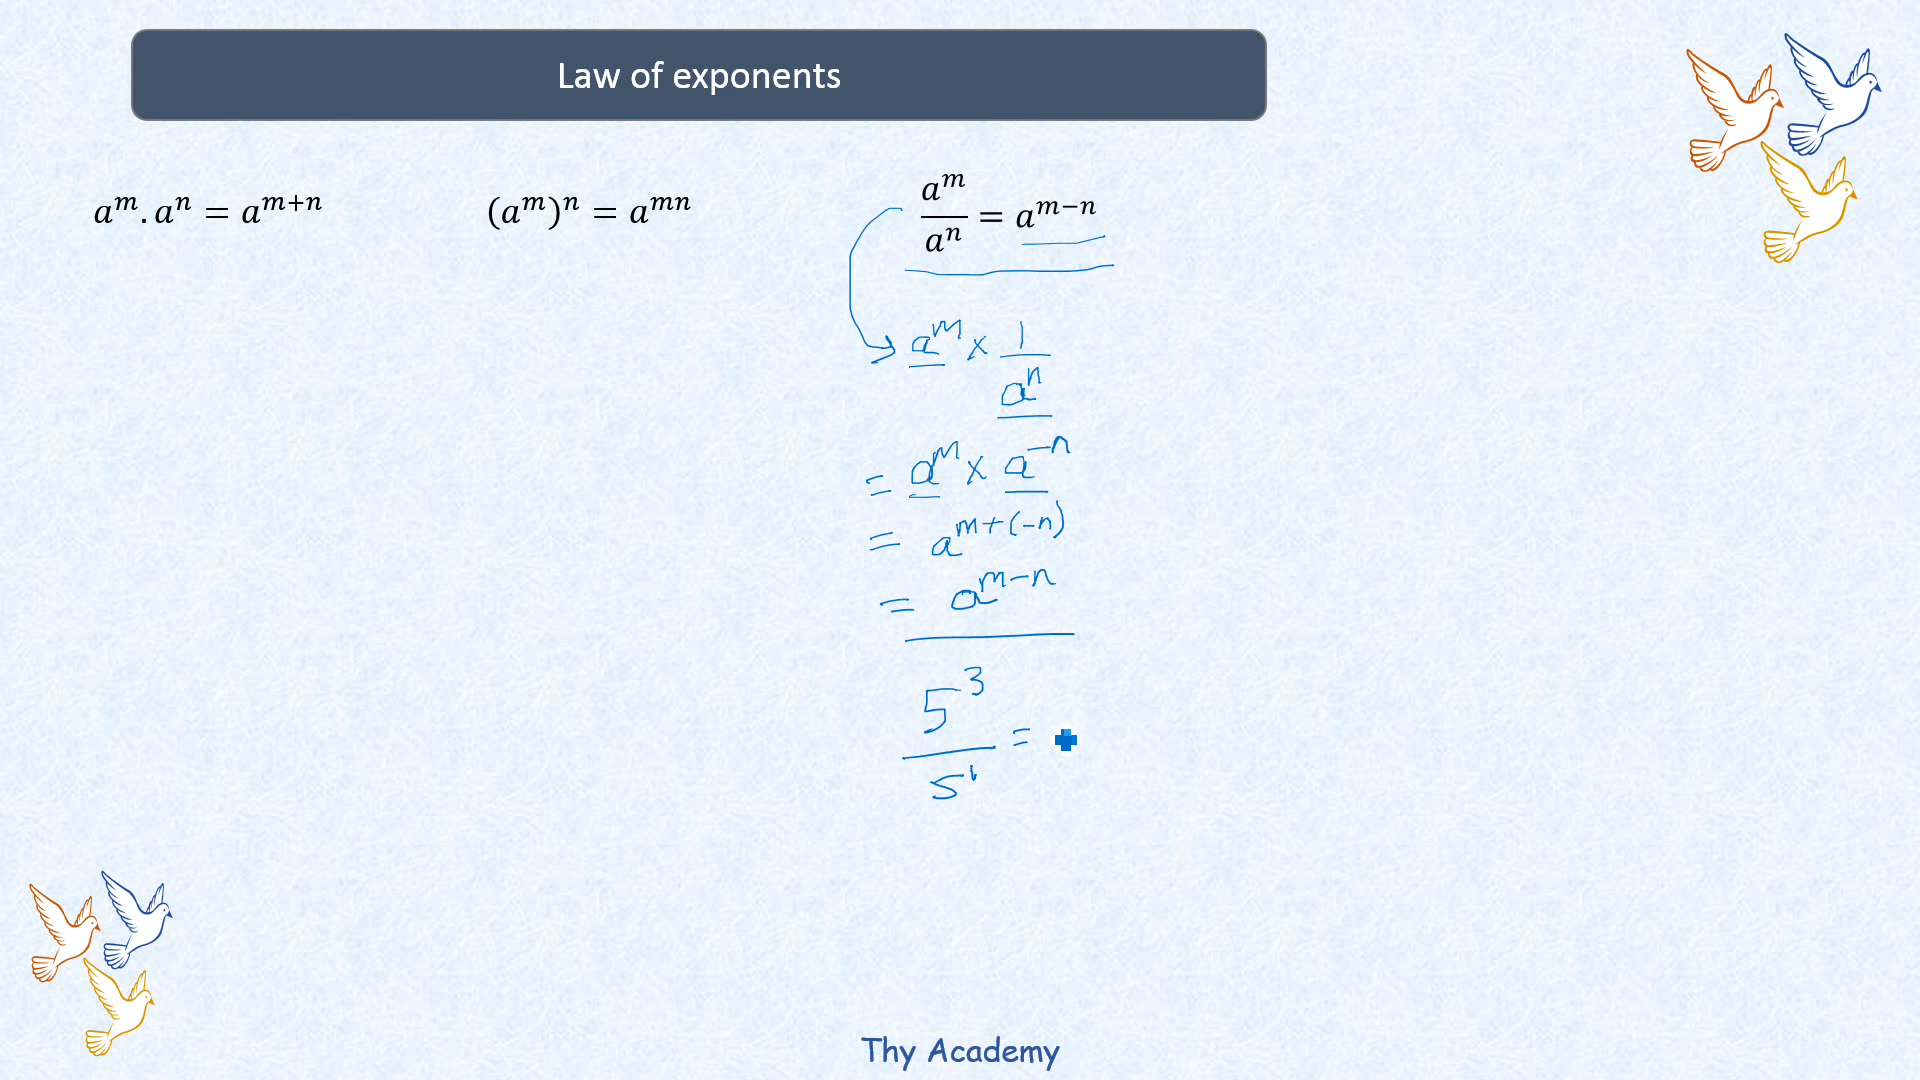 Law of exponents
a^m . a^n = a^{m+n}
(a^m)^n = a^{mn}
a^m / a^n = a^{m-n}
a^m × 1 / a^n
= a^m × a^{-n}
= a^{m+(-n)}
= a^{m-n}
5^3 / 5^1 =
Thy Academy